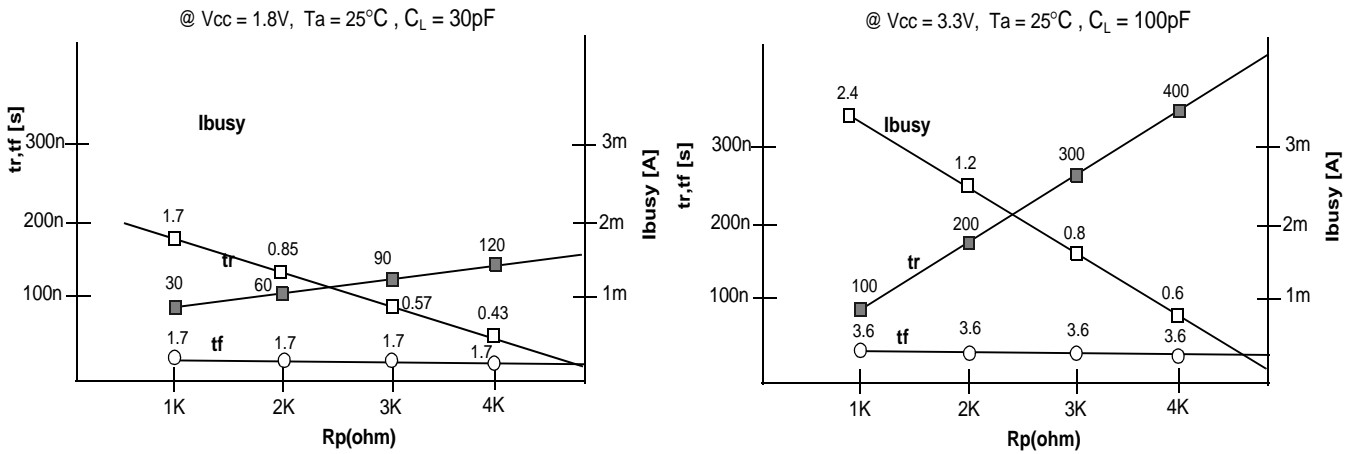 @ Vcc = 1.8V, Ta = 25°C , CL = 30pF
tr,tf [s]
Ibusy
300n
200n
100n
3m
2m
1m
Ibusy [A]
1.7
0.85
0.57
0.43
tr
30
60
90
120
tf
1.7
1.7
1.7
1.7
1K
2K
3K
4K
Rp(ohm)
@ Vcc = 3.3V, Ta = 25°C , CL = 100pF
tr,tf [s]
Ibusy
300n
200n
100n
3m
2m
1m
Ibusy [A]
2.4
1.2
0.8
0.6
tr
100
200
300
400
tf
3.6
3.6
3.6
3.6
1K
2K
3K
4K
Rp(ohm)